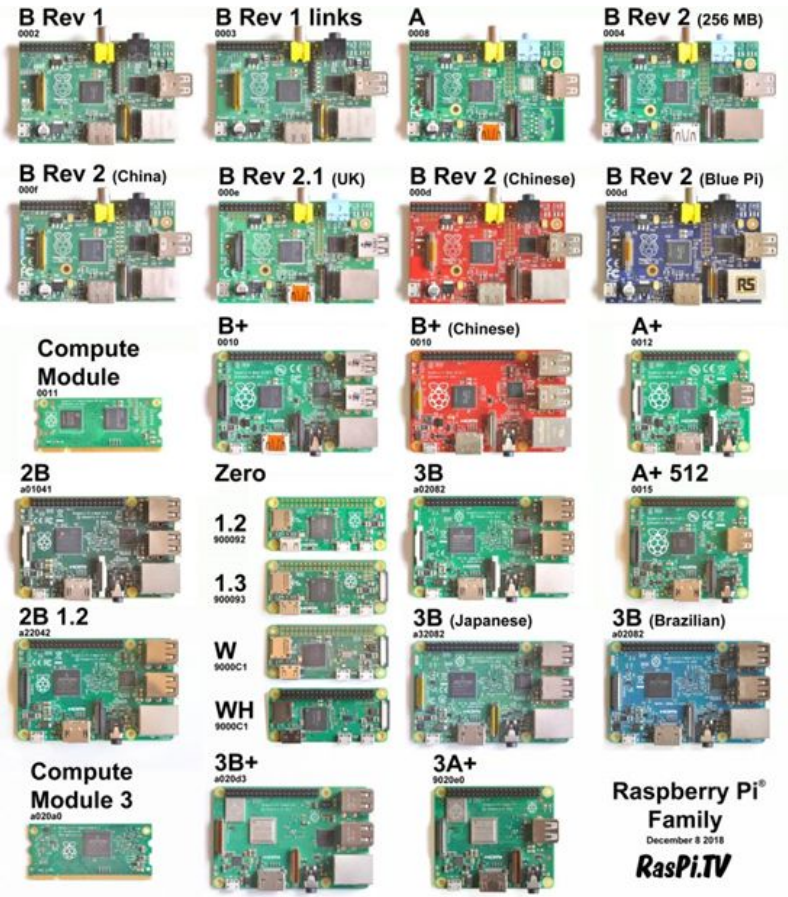 B Rev 1
0002
B Rev 1 links
0003
A
0008
B Rev 2 (256 MB)
0004
B Rev 2 (China)
000f
B Rev 2.1 (UK)
000e
B Rev 2 (Chinese)
000d
B Rev 2 (Blue Pi)
000d
RS
Compute
Module
0011
B+
0010
B+ (Chinese)
0010
A+
0012
2B
a01041
Zero
3B
a02082
A+ 512
0015
1.2
900092
1.3
900093
2B 1.2
a22042
W
9000C1
3B (Japanese)
a32082
3B (Brazilian)
a02082
WH
9000C1
Compute
Module 3
a020a0
3B+
a020d3
3A+
9020e0
Raspberry Pi®
Family
December 8 2018
RasPi.TV